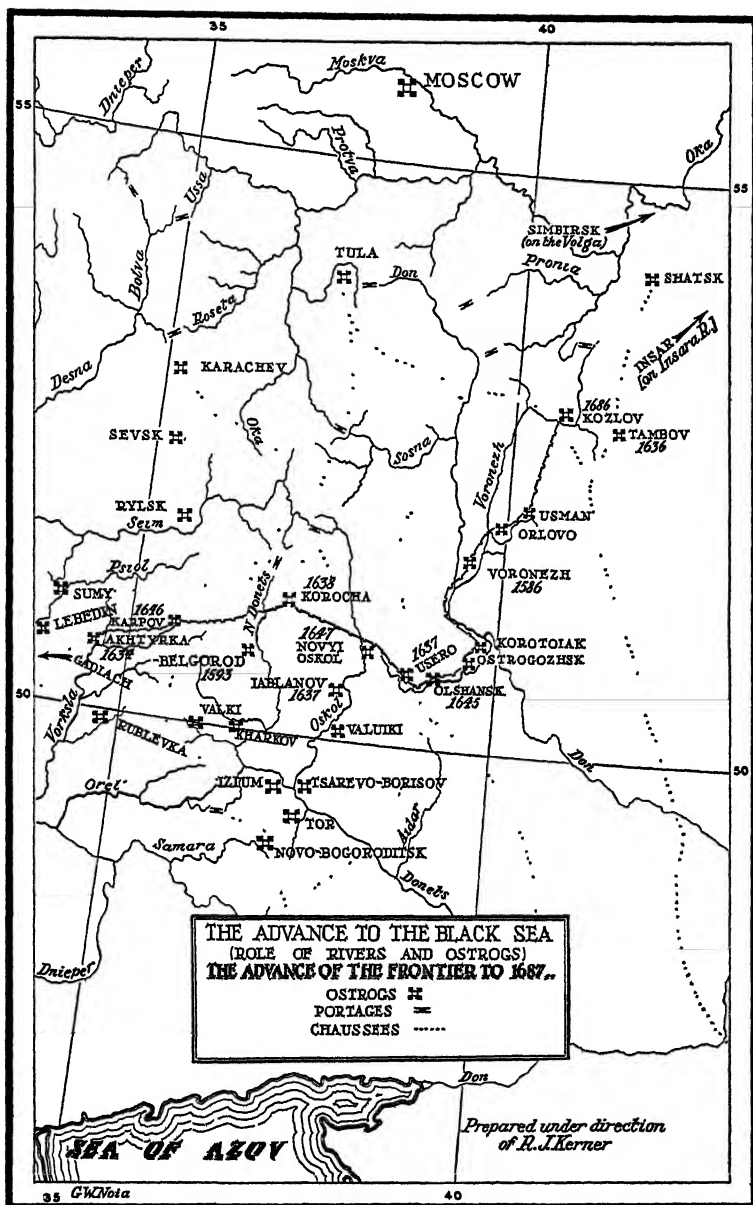 35
40
Dnieper
Moskva
MOSCOW
55
Protva
Oka
Ussa
55
SIMBIRSK
(on the Volga)
TULA
Pronia
Bolva
Don
SHATSK
Roseta
INSAR
[on Insara R.]
Desna
KARACHEV
1686
KOZLOV
Oka
SEVSK
Sosna
Voronezh
TAMBOV
1636
RYLSK
USMAN
Seim
ORLOVO
Psiol
N Donets
VORONEZH
1586
SUMY
1638
KOROCHA
LEBEDIN
1646
KARPOV
1647
NOVYI
OSKOL
1637
USERO
KOROTOIAK
AKHTYRKA
1634
OSTROGOZHSK
GADIACH
BELGOROD
1593
IABLANOV
1637
OLSHANSK
1645
50
Vorksla
VALKI
Oskol
KUBLEVKA
KHARKOV
VALUIKI
Don
50
Orel'
IZIUM
TSAREVO-BORISOV
Aidar
TOR
Samara
NOVO-BOGORODITSK
Donets
THE ADVANCE TO THE BLACK SEA
(ROLE OF RIVERS AND OSTROGS)
THE ADVANCE OF THE FRONTIER TO 1687
OSTROGS
PORTAGES
CHAUSSEES
Dnieper
Don
SEA OF AZOV
Prepared under direction
of R.J.Kerner
35
G.W.Noia
40